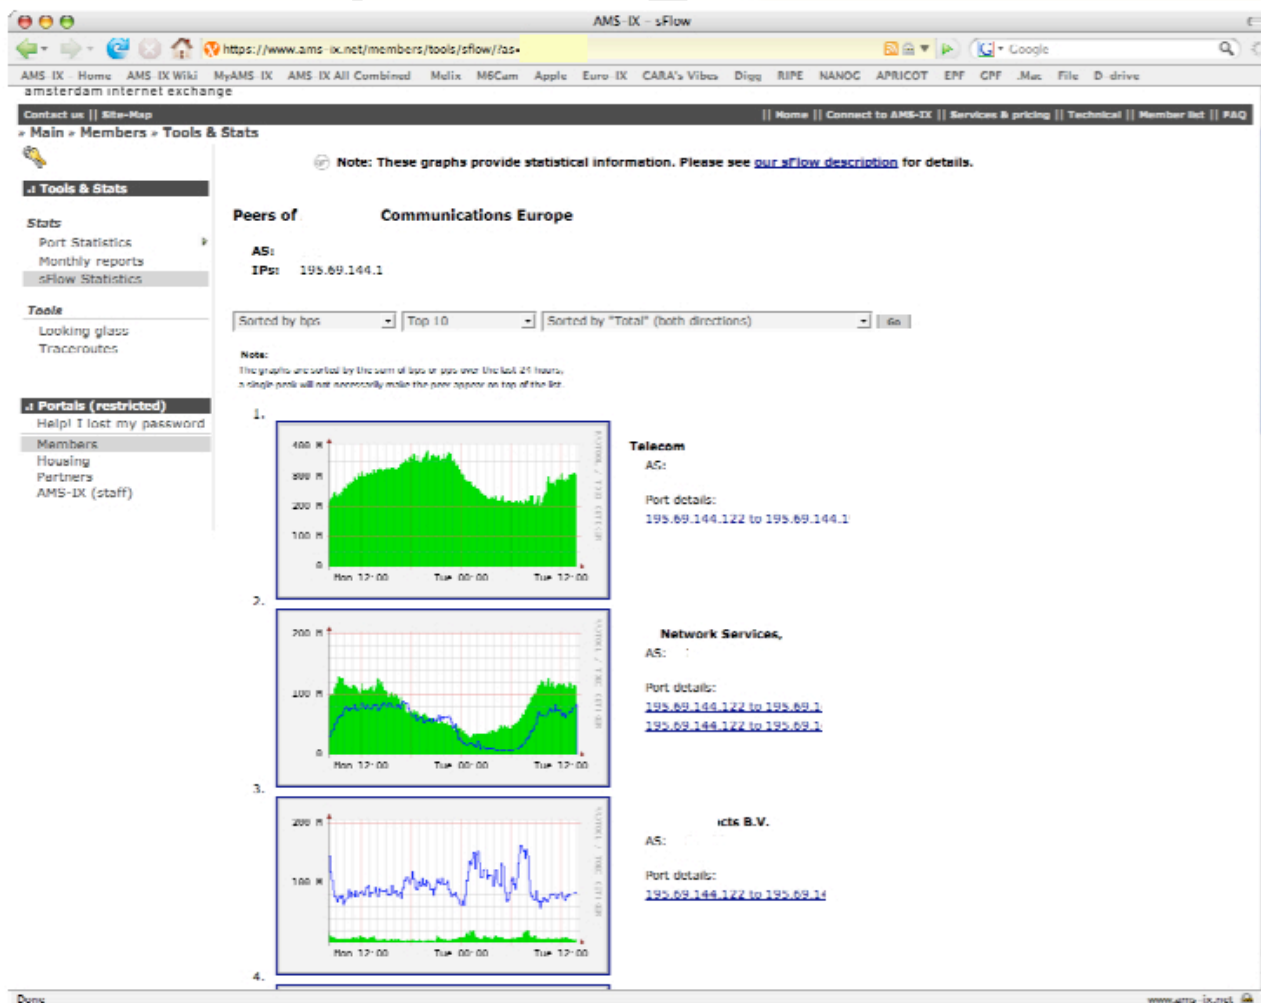 AMS-IX - sFlow
https://www.ams-ix.net/members/tools/sflow/?as=
Google
AMS-IX - Home AMS-IX Wiki MyAMS-IX AMS-IX All Combined Melix M6Cam Apple Euro-IX CARA's Vibes Digg RIPE NANOG APRICOT EPF GPF .Mac File D-drive
amsterdam internet exchange
Contact us || Site-Map
|| Home || Connect to AMS-IX || Services & pricing || Technical || Member list || FAQ
» Main » Members » Tools & Stats
Note: These graphs provide statistical information. Please see our sFlow description for details.
.: Tools & Stats
Stats
Port Statistics
Monthly reports
sFlow Statistics
Tools
Looking glass
Traceroutes
.: Portals (restricted)
Help! I lost my password
Members
Housing
Partners
AMS-IX (staff)
Peers of Communications Europe
AS:
IPs: 195.69.144.1
Sorted by bps Top 10 Sorted by "Total" (both directions) Go
Note:
The graphs are sorted by the sum of bps or pps over the last 24 hours,
a single peak will not necessarily make the peer appear on top of the list.
1.
400 M
300 M
200 M
100 M
0
Mon 12:00 Tue 00:00 Tue 12:00
RRDTOOL / TOBI OETIKER
Telecom
AS:
Port details:
195.69.144.122 to 195.69.144.1
2.
200 M
100 M
0
Mon 12:00 Tue 00:00 Tue 12:00
RRDTOOL / TOBI OETIKER
Network Services,
AS:
Port details:
195.69.144.122 to 195.69.1
195.69.144.122 to 195.69.1
3.
200 M
100 M
Mon 12:00 Tue 00:00 Tue 12:00
RRDTOOL / TOBI OETIKER
cts B.V.
AS:
Port details:
195.69.144.122 to 195.69.14
4.
Done
www.ams-ix.net